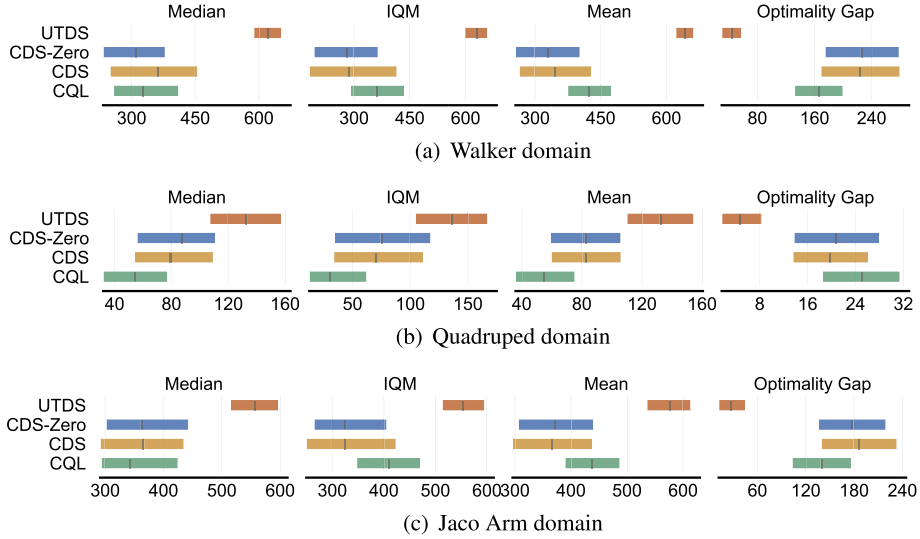 Median IQM Mean Optimality Gap
UTDS
CDS-Zero
CDS
CQL
300 450 600 300 450 600 300 450 600 80 160 240
(a) Walker domain
Median IQM Mean Optimality Gap
UTDS
CDS-Zero
CDS
CQL
40 80 120 160 50 100 150 40 80 120 160 8 16 24 32
(b) Quadruped domain
Median IQM Mean Optimality Gap
UTDS
CDS-Zero
CDS
CQL
300 400 500 600 300 400 500 600 300 400 500 600 60 120 180 240
(c) Jaco Arm domain